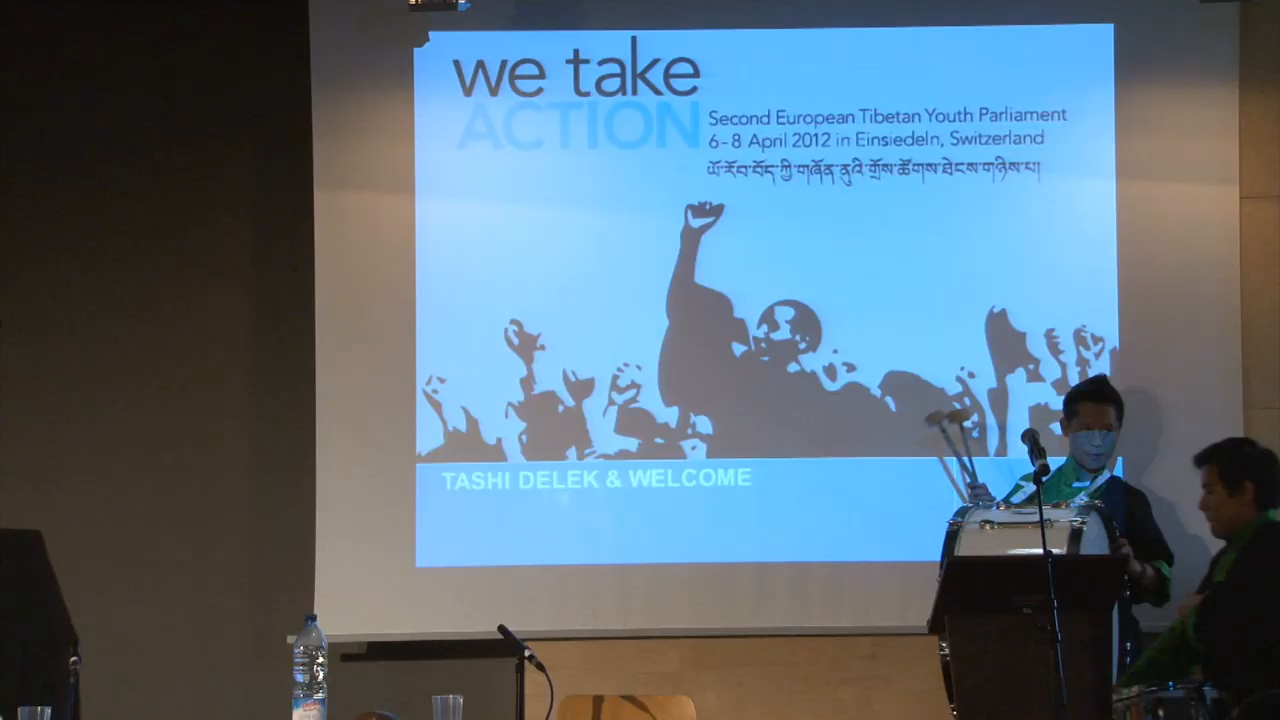 we take
ACTION
Second European Tibetan Youth Parliament
6-8 April 2012 in Einsiedeln, Switzerland
ཡོ་རོབ་བོད་ཀྱི་གཞོན་ནུའི་གྲོས་ཚོགས་ཐེངས་གཉིས་པ།
TASHI DELEK & WELCOME